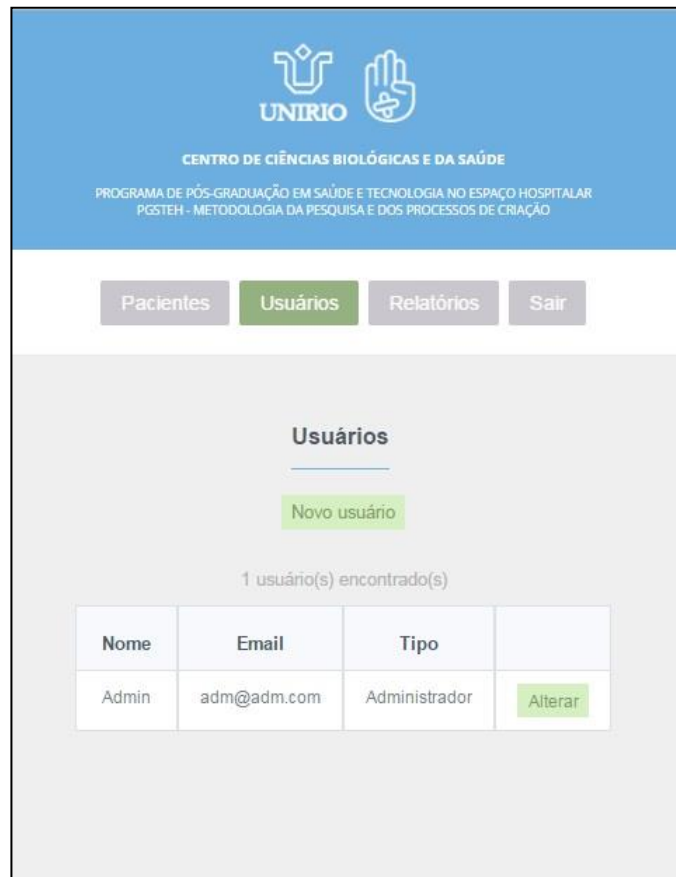 UNIRIO
CENTRO DE CIÊNCIAS BIOLÓGICAS E DA SAÚDE
PROGRAMA DE PÓS-GRADUAÇÃO EM SAÚDE E TECNOLOGIA NO ESPAÇO HOSPITALAR
PGSTEH - METODOLOGIA DA PESQUISA E DOS PROCESSOS DE CRIAÇÃO
Pacientes Usuários Relatórios Sair
Usuários
Novo usuário
1 usuário(s) encontrado(s)
Nome Email Tipo
Admin adm@adm.com Administrador Alterar